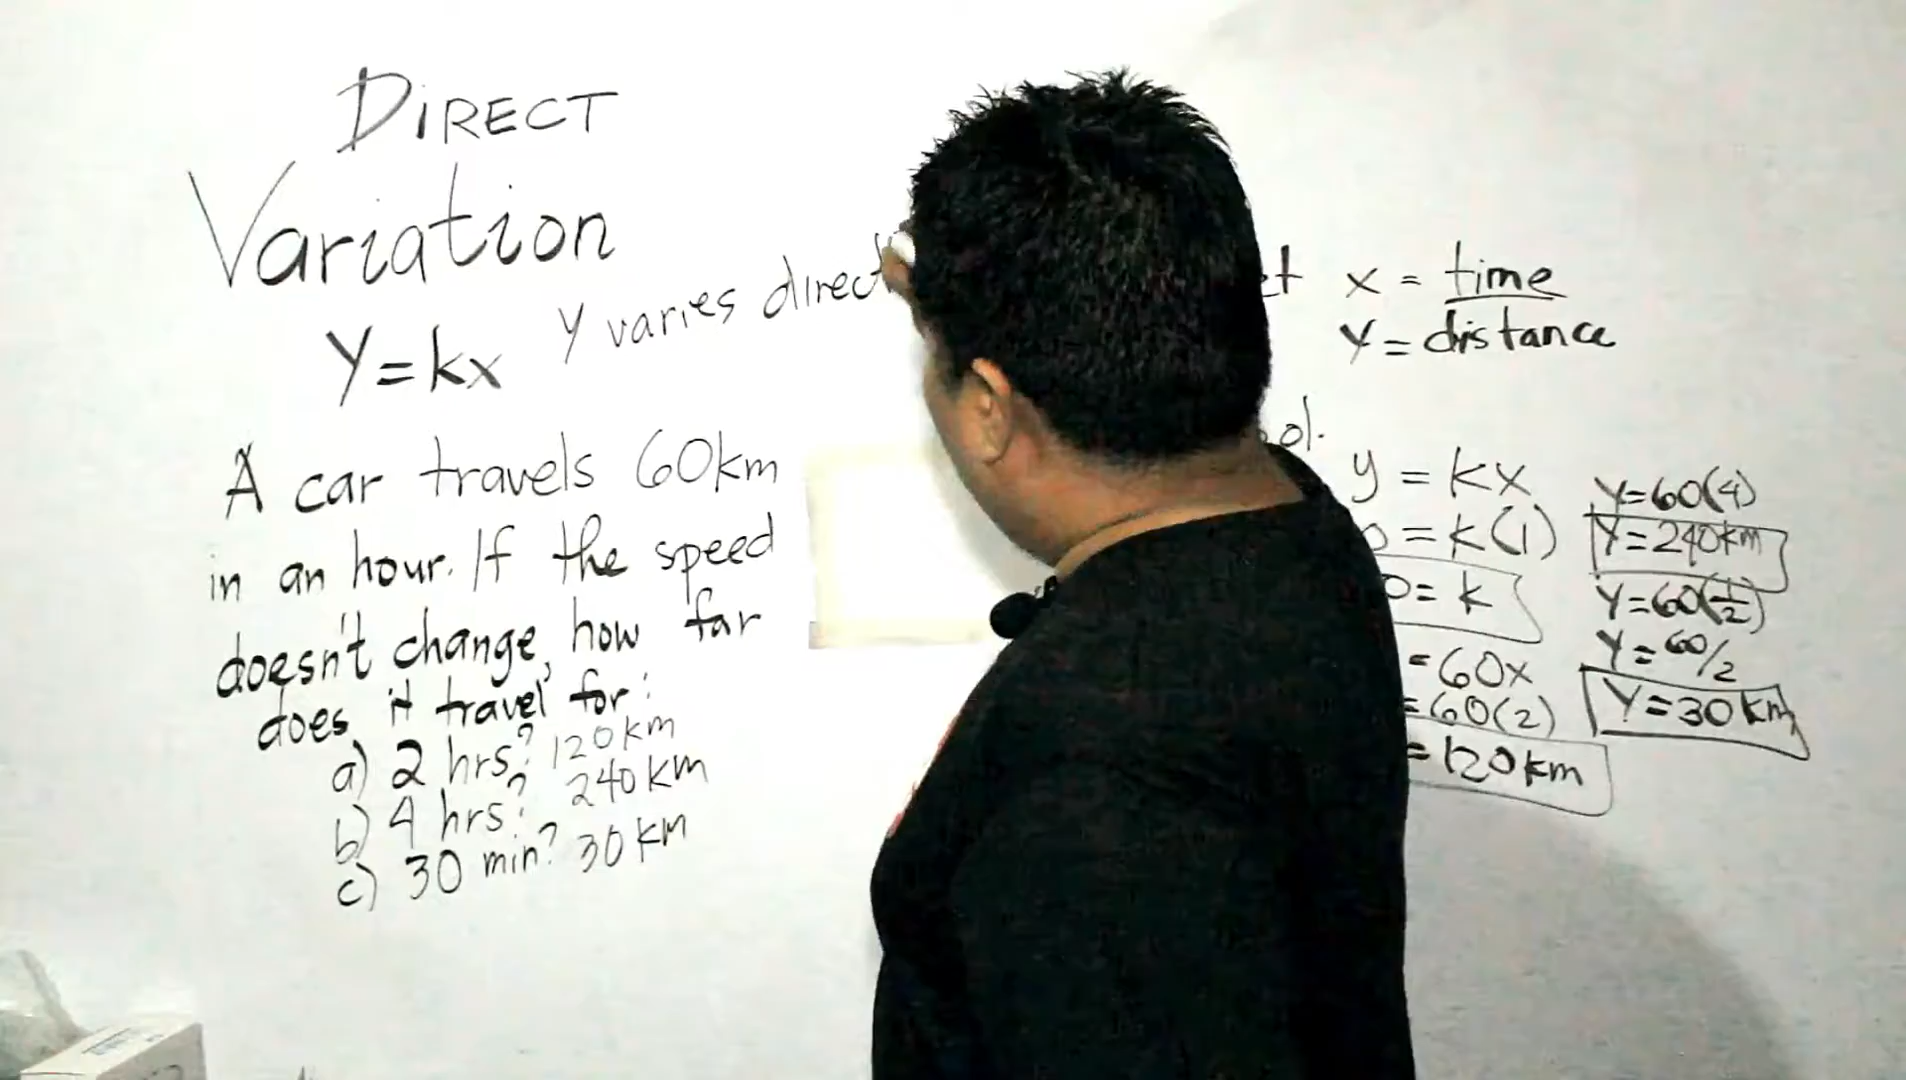 DIRECT
Variation
Y=kx Y varies direct
A car travels 60km
in an hour. If the speed
doesn't change, how far
does it travel for:
a) 2 hrs? 120km
b) 4 hrs? 240km
c) 30 min? 30km
x = time
Y = distance
y = kx
= k(1)
= k
= 60x
= 60(2)
= 120km
Y=60(4)
Y=240km
Y=60(1/2)
Y=60/2
Y=30km